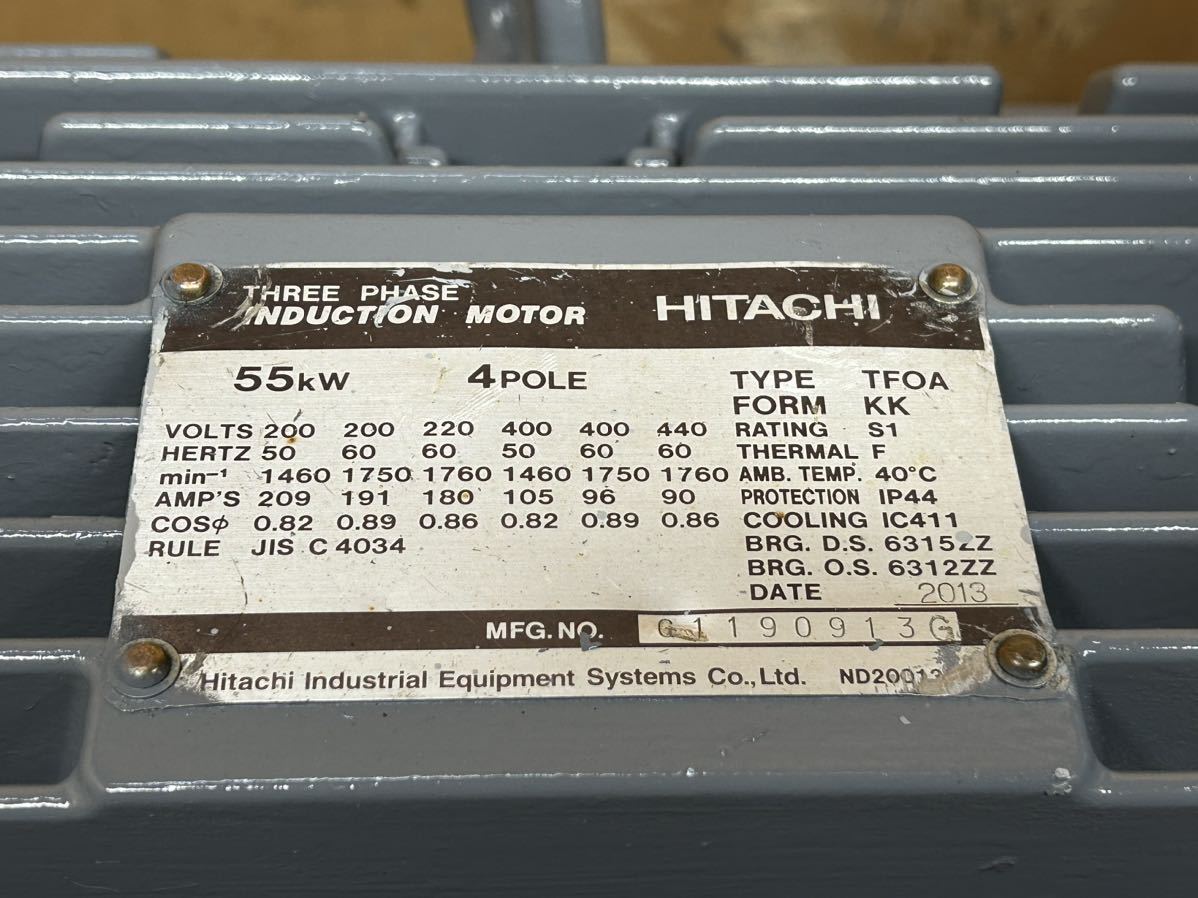 THREE PHASE
INDUCTION MOTOR HITACHI
55kW 4POLE TYPE TFOA
FORM KK
VOLTS 200 200 220 400 400 440 RATING S1
HERTZ 50 60 60 50 60 60 THERMAL F
min⁻¹ 1460 1750 1760 1460 1750 1760 AMB. TEMP. 40°C
AMP'S 209 191 180 105 96 90 PROTECTION IP44
COSϕ 0.82 0.89 0.86 0.82 0.89 0.86 COOLING IC411
RULE JIS C 4034 BRG. D.S. 6315ZZ
BRG. O.S. 6312ZZ
DATE 2013
MFG. NO. G1190913G
Hitachi Industrial Equipment Systems Co., Ltd.